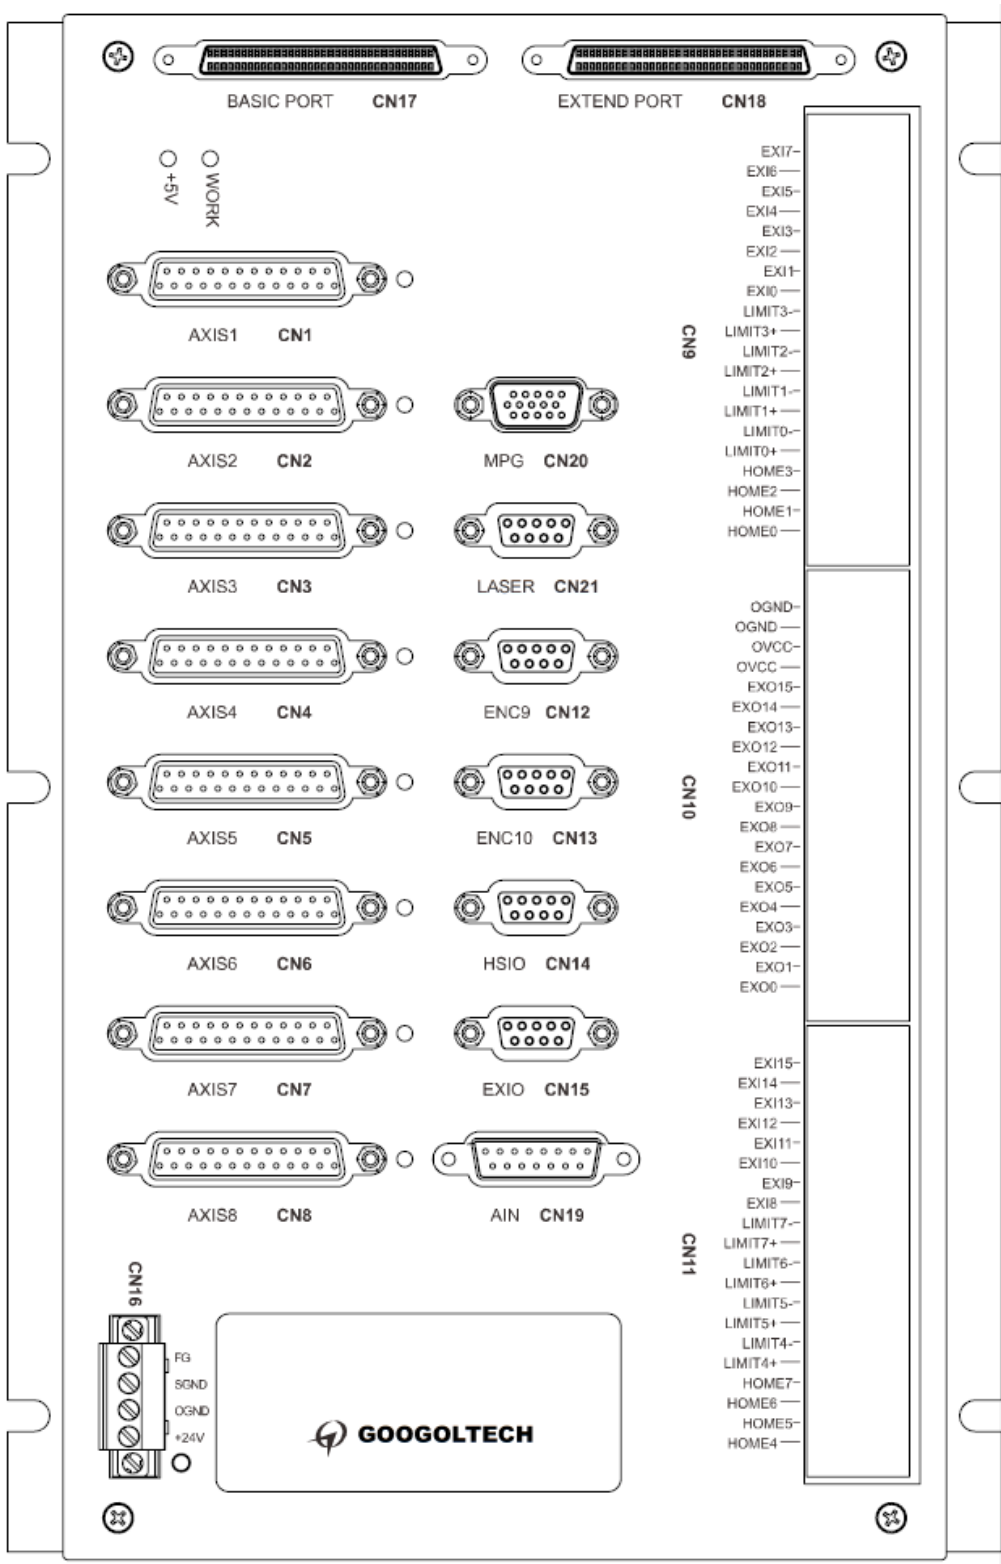 BASIC PORT CN17
EXTEND PORT CN18
+5V
WORK
AXIS1 CN1
AXIS2 CN2
AXIS3 CN3
AXIS4 CN4
AXIS5 CN5
AXIS6 CN6
AXIS7 CN7
AXIS8 CN8
MPG CN20
LASER CN21
ENC9 CN12
ENC10 CN13
HSIO CN14
EXIO CN15
AIN CN19
CN9
EXI7
EXI6
EXI5
EXI4
EXI3
EXI2
EXI1
EXI0
LIMIT3-
LIMIT3+
LIMIT2-
LIMIT2+
LIMIT1-
LIMIT1+
LIMIT0-
LIMIT0+
HOME3
HOME2
HOME1
HOME0
CN10
OGND
OGND
OVCC
OVCC
EXO15
EXO14
EXO13
EXO12
EXO11
EXO10
EXO9
EXO8
EXO7
EXO6
EXO5
EXO4
EXO3
EXO2
EXO1
EXO0
CN11
EXI15
EXI14
EXI13
EXI12
EXI11
EXI10
EXI9
EXI8
LIMIT7-
LIMIT7+
LIMIT6-
LIMIT6+
LIMIT5-
LIMIT5+
LIMIT4-
LIMIT4+
HOME7
HOME6
HOME5
HOME4
CN16
FG
SGND
OGND
+24V
GOOGOLTECH